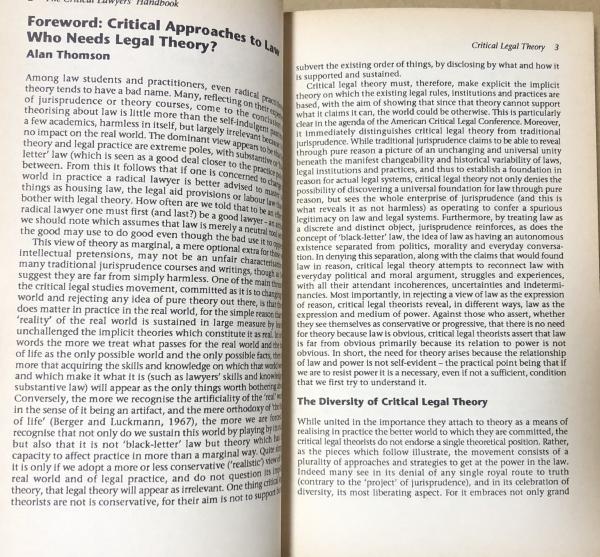 The Critical Lawyers' Handbook
Foreword: Critical Approaches to Law
Who Needs Legal Theory?
Alan Thomson
Among law students and practitioners, even radical
theory tends to have a bad name. Many, reflecting on their
of jurisprudence or theory courses, come to the
theorising about law is little more than the self-indulgent
a few academics, harmless in itself, but largely irrelevant because
no impact on the real world. The dominant view appears to be
theory and legal practice are extreme poles, with substantive or
letter' law (which is seen as a good deal closer to the practice
between. From this it follows that if one is concerned to
world in practice a radical lawyer is better advised to
things as housing law, the legal aid provisions or labour law
bother with legal theory. How often are we told that to be an
radical lawyer one must first (and last?) be a good lawyer – an
we should note which assumes that law is merely a neutral tool
the good may use to do good even though the bad use it to
This view of theory as marginal, a mere optional extra for those
intellectual pretensions, may not be an unfair characterisation
many traditional jurisprudence courses and writings, though
suggest they are far from simply harmless. One of the main
the critical legal studies movement, committed as it is to changing
world and rejecting any idea of pure theory out there, is that
does matter in practice in the real world, for the simple reason that
'reality' of the real world is sustained in large measure by
unchallenged the implicit theories which constitute it as real. In
words the more we treat what passes for the real world and the
of life as the only possible world and the only possible facts, the
more that acquiring the skills and knowledge on which that world
and which make it what it is (such as lawyers' skills and knowledge
substantive law) will appear as the only things worth bothering
Conversely, the more we recognise the artificiality of the 'real'
in the sense of it being an artifact, and the mere orthodoxy of 'the
of life' (Berger and Luckmann, 1967), the more we are forced
recognise that not only do we sustain this world by playing by its
but also that it is not 'black-letter' law but theory which has
capacity to affect practice in more than a marginal way. Quite
it is only if we adopt a more or less conservative ('realistic') view of
real world and of legal practice, and do not question its
theory, that legal theory will appear as irrelevant. One thing critical
theorists are not is conservative, for their aim is not to support but
Critical Legal Theory 3
subvert the existing order of things, by disclosing by what and how it
is supported and sustained.
Critical legal theory must, therefore, make explicit the implicit
theory on which the existing legal rules, institutions and practices are
based, with the aim of showing that since that theory cannot support
what it claims it can, the world could be otherwise. This is particularly
clear in the agenda of the American Critical Legal Conference. Moreover,
it immediately distinguishes critical legal theory from traditional
jurisprudence. While traditional jurisprudence claims to be able to reveal
through pure reason a picture of an unchanging and universal unity
beneath the manifest changeability and historical variability of laws,
legal institutions and practices, and thus to establish a foundation in
reason for actual legal systems, critical legal theory not only denies the
possibility of discovering a universal foundation for law through pure
reason, but sees the whole enterprise of jurisprudence (and this is
what reveals it as not harmless) as operating to confer a spurious
legitimacy on law and legal systems. Furthermore, by treating law as
a discrete and distinct object, jurisprudence reinforces, as does the
concept of 'black-letter' law, the idea of law as having an autonomous
existence separated from politics, morality and everyday conversa-
tion. In denying this separation, along with the claims that would found
law in reason, critical legal theory attempts to reconnect law with
everyday political and moral argument, struggles and experiences,
with all their attendant incoherences, uncertainties and indetermi-
nancies. Most importantly, in rejecting a view of law as the expression
of reason, critical legal theorists reveal, in different ways, law as the
expression and medium of power. Against those who assert, whether
they see themselves as conservative or progressive, that there is no need
for theory because law is obvious, critical legal theorists assert that law
is far from obvious primarily because its relation to power is not
obvious. In short, the need for theory arises because the relationship
of law and power is not self-evident – the practical point being that if
we are to resist power it is a necessary, even if not a sufficient, condition
that we first try to understand it.
The Diversity of Critical Legal Theory
While united in the importance they attach to theory as a means of
realising in practice the better world to which they are committed, the
critical legal theorists do not endorse a single theoretical position. Rather,
as the pieces which follow illustrate, the movement consists of a
plurality of approaches and strategies to get at the power in the law.
Indeed many see in its denial of any single royal route to truth
(contrary to the 'project' of jurisprudence), and in its celebration of
diversity, its most liberating aspect. For it embraces not only grand